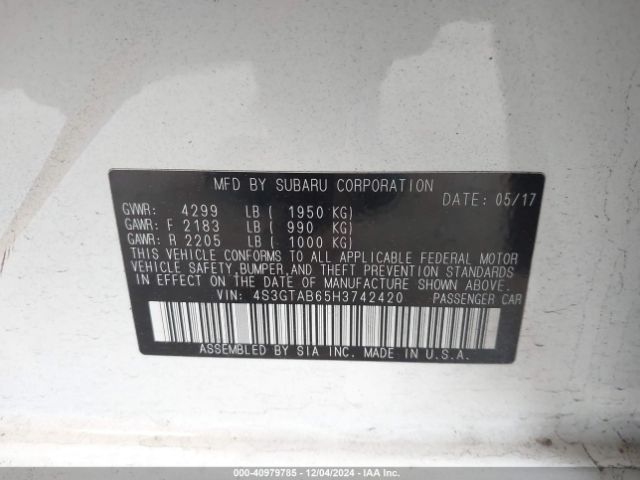 MFD BY SUBARU CORPORATION
DATE: 05/17
GVWR: 4299 LB ( 1950 KG)
GAWR: F 2183 LB ( 990 KG)
GAWR: R 2205 LB ( 1000 KG)
THIS VEHICLE CONFORMS TO ALL APPLICABLE FEDERAL MOTOR
VEHICLE SAFETY, BUMPER, AND THEFT PREVENTION STANDARDS
IN EFFECT ON THE DATE OF MANUFACTURE SHOWN ABOVE.
VIN: 4S3GTAB65H3742420 PASSENGER CAR
ASSEMBLED BY SIA INC. MADE IN U.S.A.
000-40979785 - 12/04/2024 - IAA Inc.